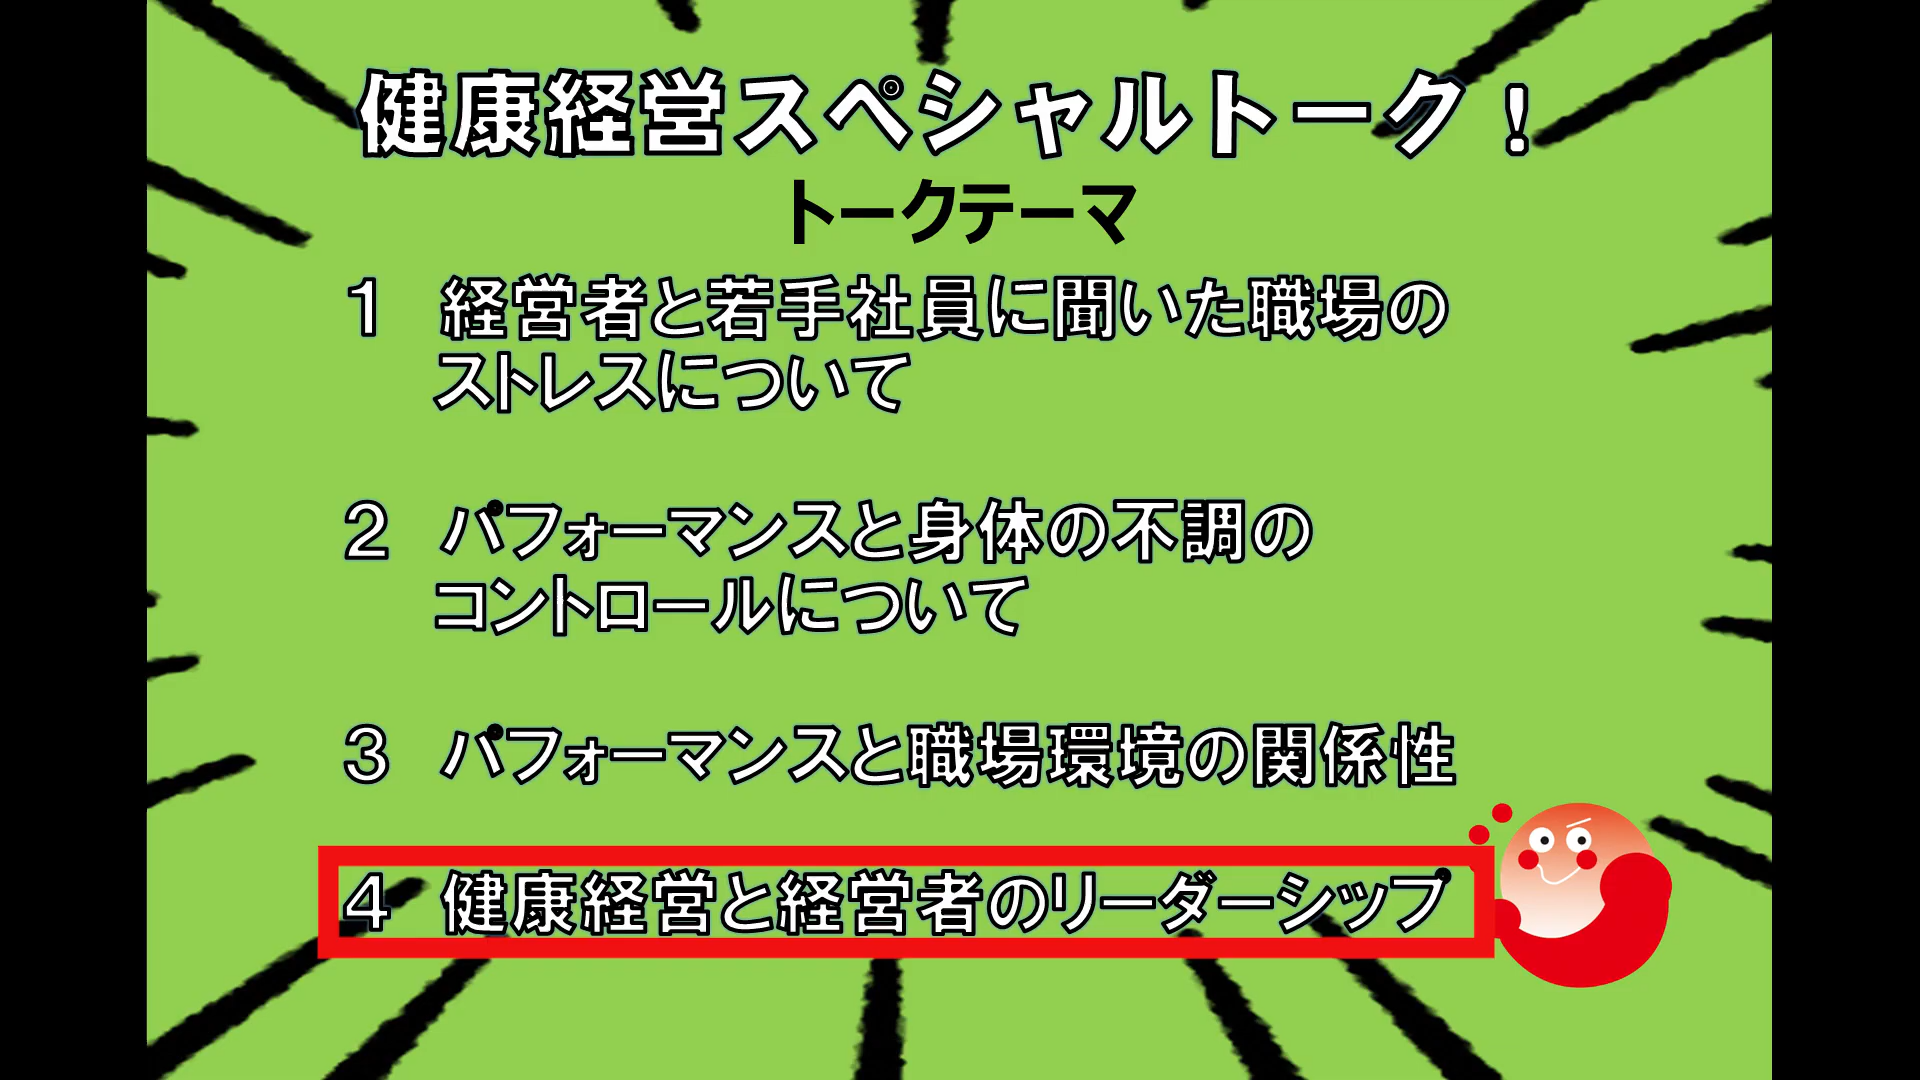 健康経営スペシャルトーク！
トークテーマ
１　経営者と若手社員に聞いた職場の
ストレスについて
２　パフォーマンスと身体の不調の
コントロールについて
３　パフォーマンスと職場環境の関係性
４　健康経営と経営者のリーダーシップ